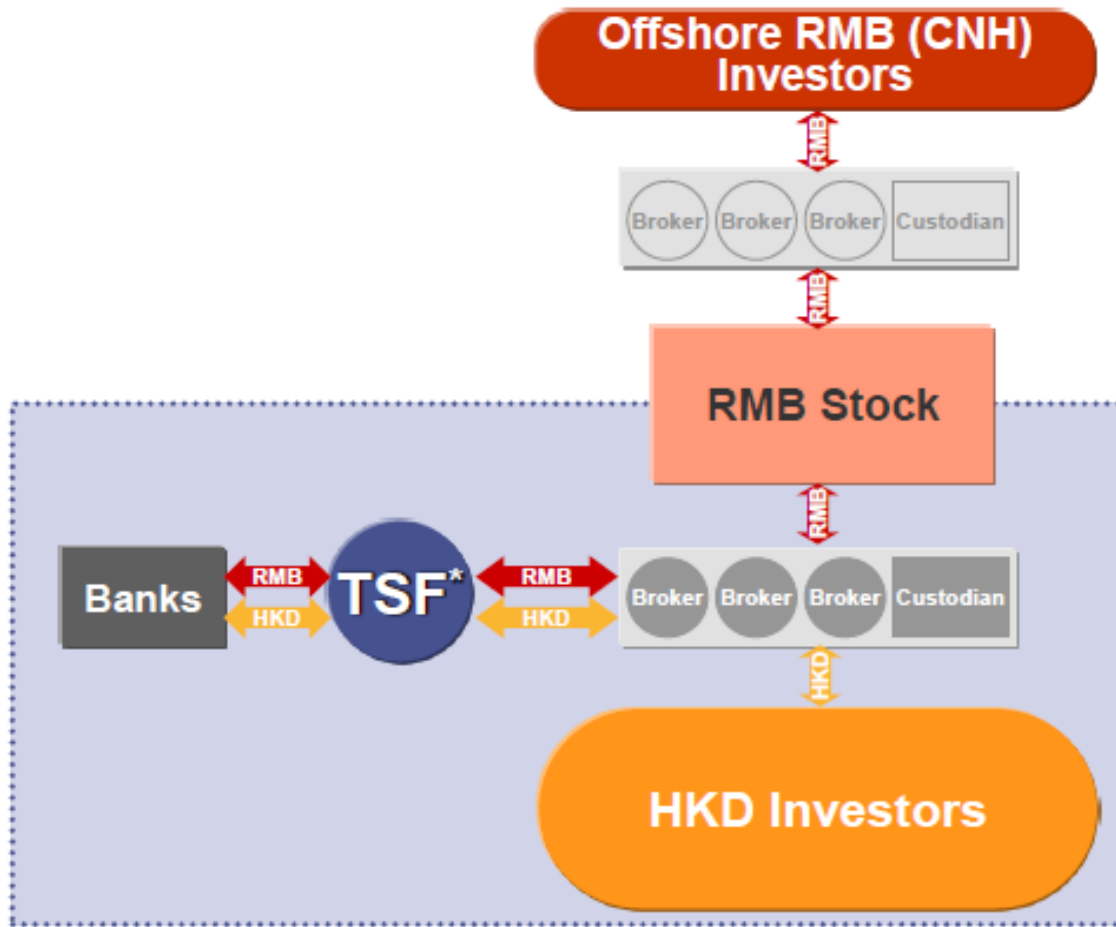 Offshore RMB (CNH)
Investors
RMB
Broker Broker Broker Custodian
RMB
RMB Stock
RMB
Banks RMB TSF* RMB Broker Broker Broker Custodian
HKD HKD
HKD
HKD Investors